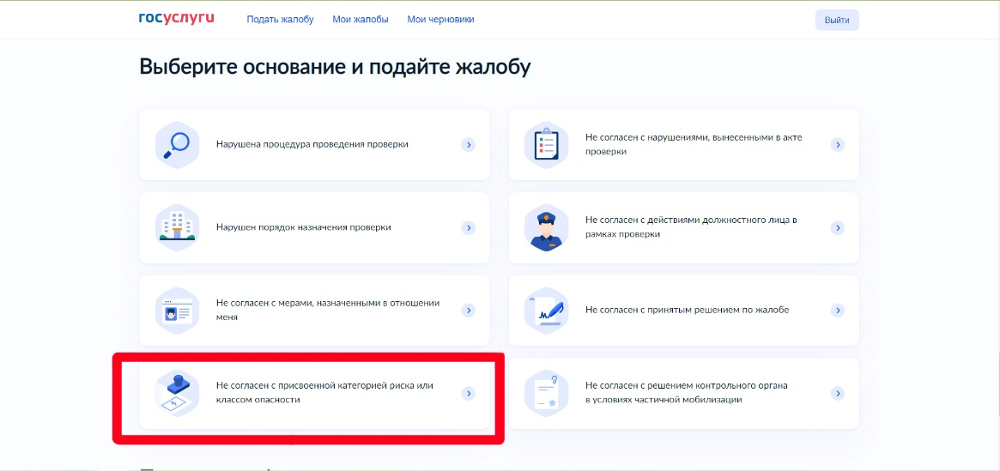 госуслуги Подать жалобу Мои жалобы Мои черновики Выйти
Выберите основание и подайте жалобу
Нарушена процедура проведения проверки
Не согласен с нарушениями, вынесенными в акте
проверки
Нарушен порядок назначения проверки
Не согласен с действиями должностного лица в
рамках проверки
Не согласен с мерами, назначенными в отношении
меня
Не согласен с принятым решением по жалобе
Не согласен с присвоенной категорией риска или
классом опасности
Не согласен с решением контрольного органа
в условиях частичной мобилизации